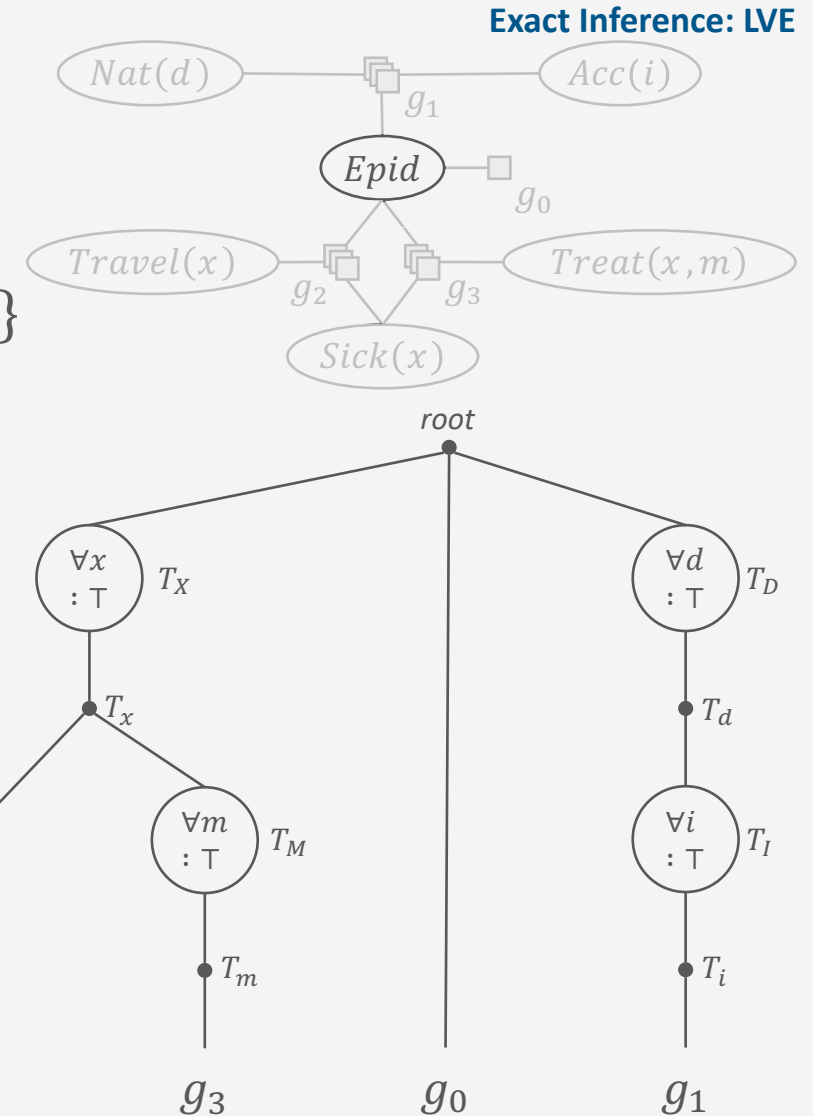 Exact Inference: LVE
Nat(d) Acc(i)
g₁
Epid
g₀
Travel(x) Treat(x,m)
g₂ g₃
}
Sick(x)
root
∀x : ⊤ T_X ∀d : ⊤ T_D
T_x T_d
∀m : ⊤ T_M ∀i : ⊤ T_I
T_m T_i
g₃ g₀ g₁